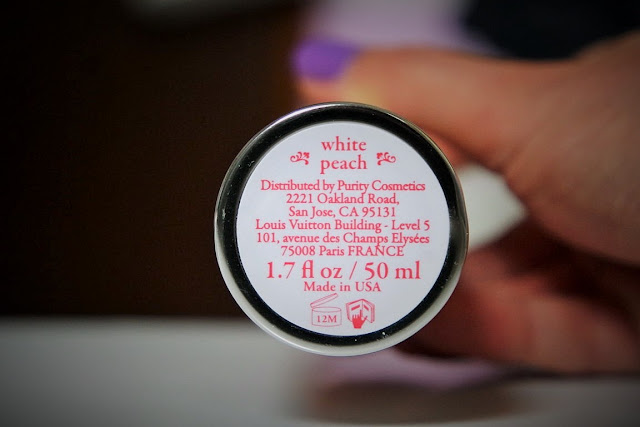 white
peach
Distributed by Purity Cosmetics
2221 Oakland Road,
San Jose, CA 95131
Louis Vuitton Building - Level 5
101, avenue des Champs Elysées
75008 Paris FRANCE
1.7 fl oz / 50 ml
Made in USA
12M